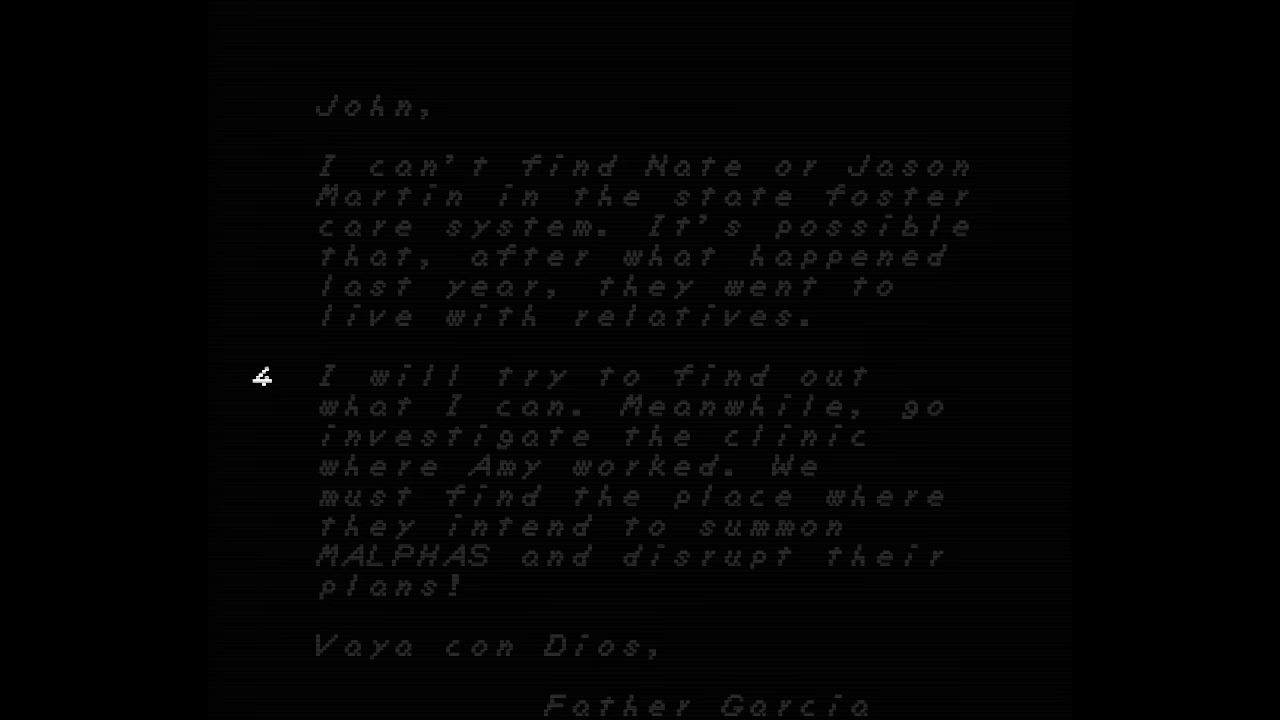 John,
I can't find Nate or Jason
Martin in the state foster
care system. It's possible
that, after what happened
last year, they went to
live with relatives.
I will try to find out
what I can. Meanwhile, go
investigate the clinic
where Amy worked. We
must find the place where
they intend to summon
MALPHAS and disrupt their
plans!
Vaya con Dios,
Father Garcia